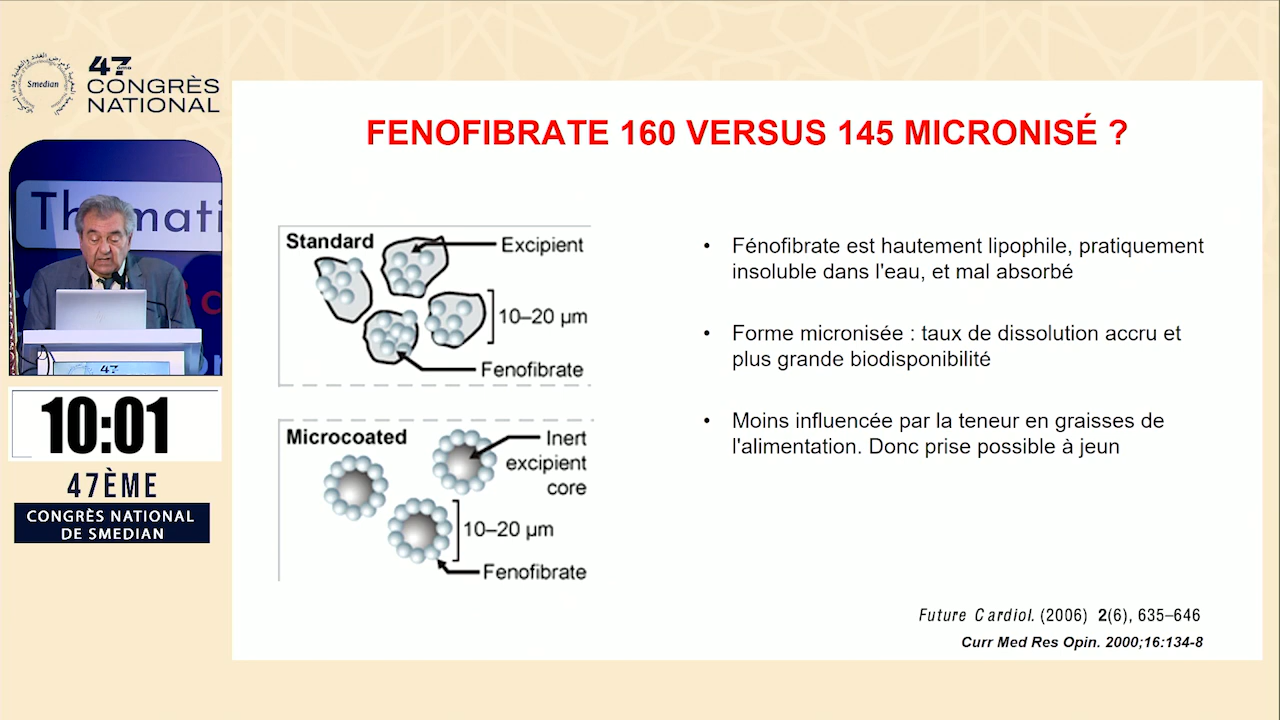 47ème
CONGRÈS
NATIONAL
Smedian
Th mati
47
10:01
47ÈME
CONGRÈS NATIONAL
DE SMEDIAN
FENOFIBRATE 160 VERSUS 145 MICRONISÉ ?
Standard
Excipient
10–20 µm
Fenofibrate
Microcoated
Inert
excipient
core
10–20 µm
Fenofibrate
• Fénofibrate est hautement lipophile, pratiquement
insoluble dans l'eau, et mal absorbé
• Forme micronisée : taux de dissolution accru et
plus grande biodisponibilité
• Moins influencée par la teneur en graisses de
l'alimentation. Donc prise possible à jeun
Future Cardiol. (2006) 2(6), 635–646
Curr Med Res Opin. 2000;16:134-8